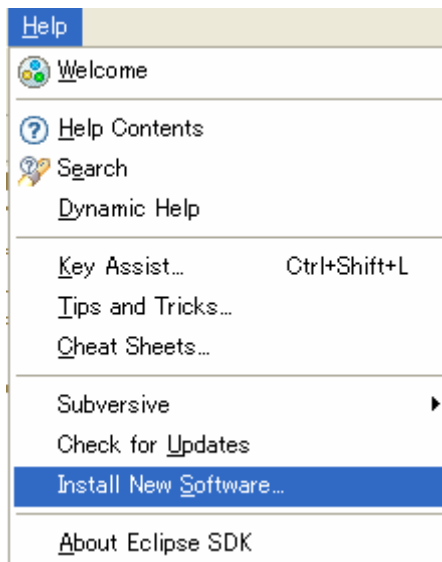 Help
Welcome
Help Contents
Search
Dynamic Help
Key Assist... Ctrl+Shift+L
Tips and Tricks...
Cheat Sheets...
Subversive
Check for Updates
Install New Software...
About Eclipse SDK